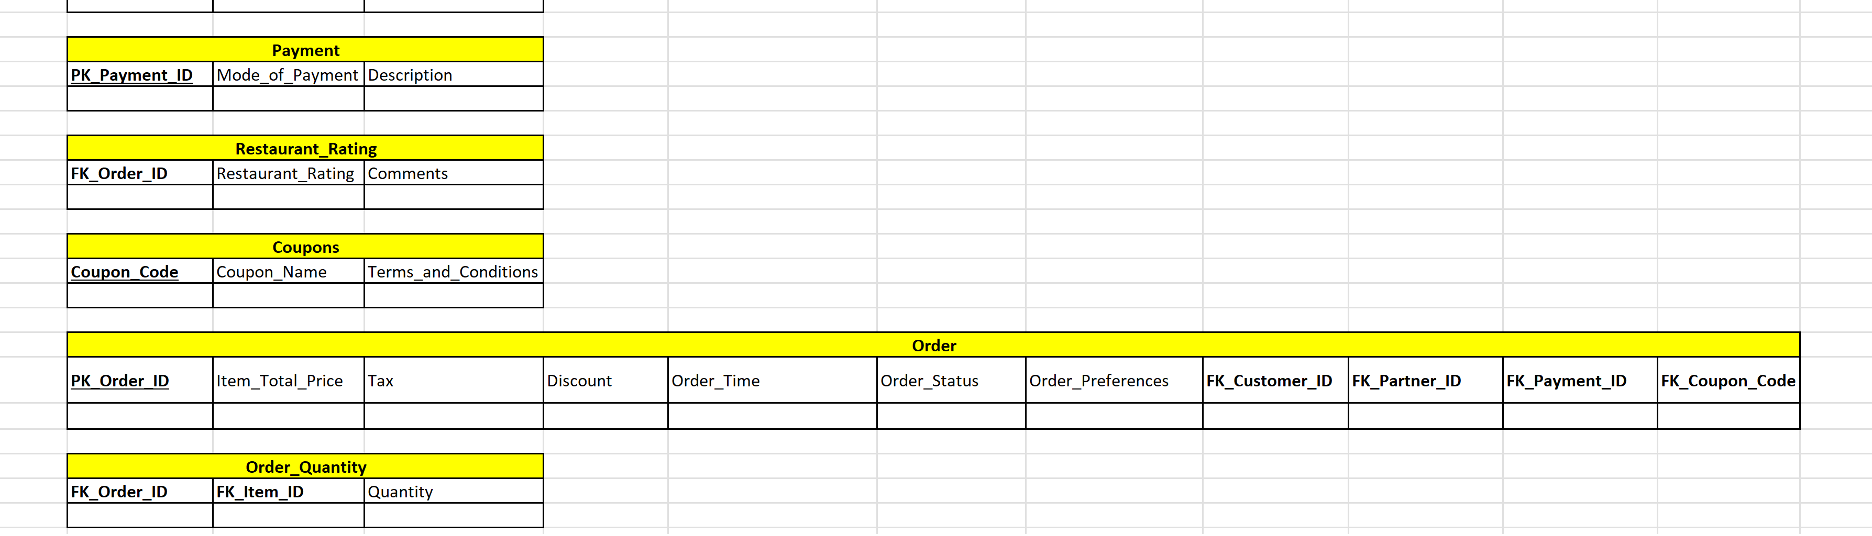 Payment
PK_Payment_ID Mode_of_Payment Description
Restaurant_Rating
FK_Order_ID Restaurant_Rating Comments
Coupons
Coupon_Code Coupon_Name Terms_and_Conditions
Order
PK_Order_ID Item_Total_Price Tax Discount Order_Time Order_Status Order_Preferences FK_Customer_ID FK_Partner_ID FK_Payment_ID FK_Coupon_Code
Order_Quantity
FK_Order_ID FK_Item_ID Quantity